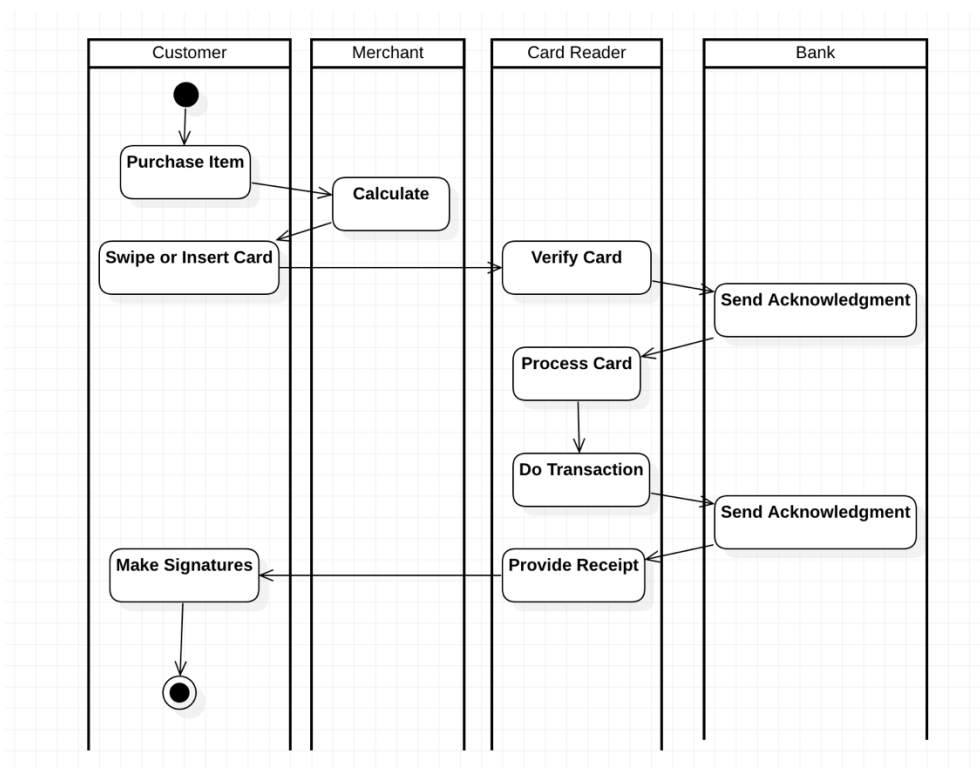 Customer
Merchant
Card Reader
Bank
Purchase Item
Calculate
Swipe or Insert Card
Verify Card
Send Acknowledgment
Process Card
Do Transaction
Send Acknowledgment
Make Signatures
Provide Receipt